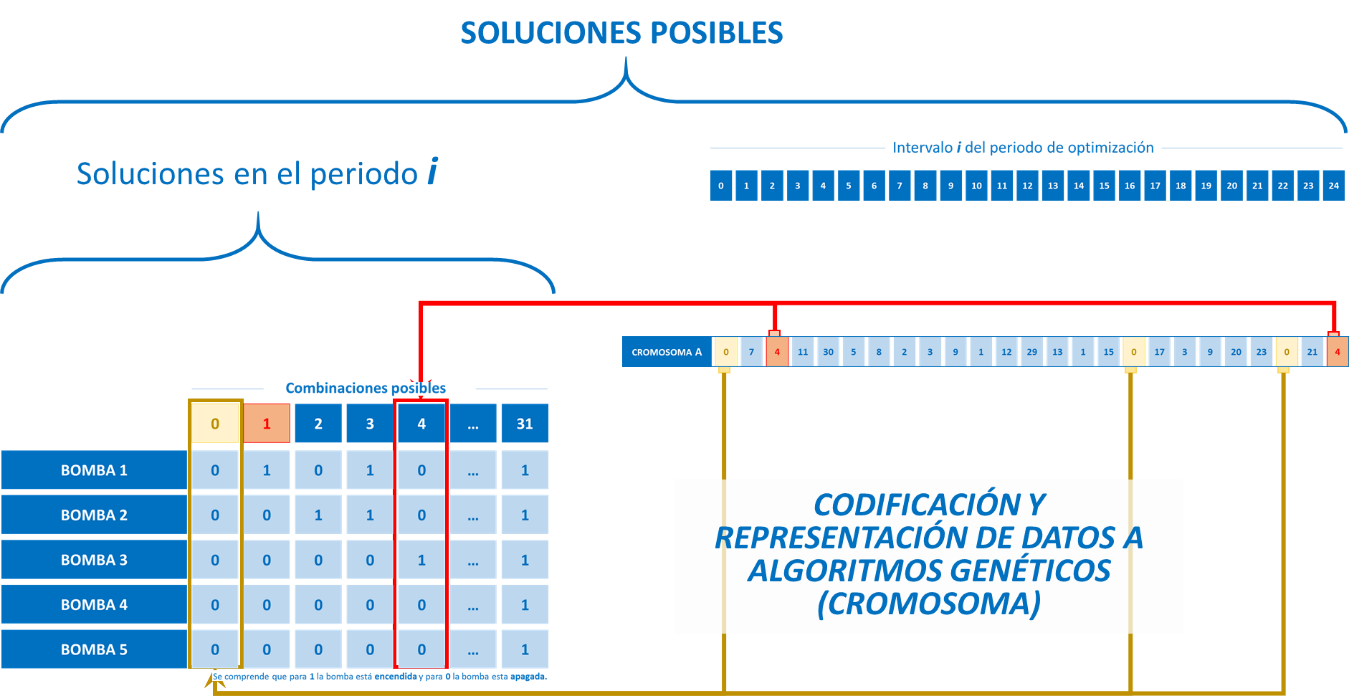 SOLUCIONES POSIBLES
Intervalo i del periodo de optimización
Soluciones en el periodo i
0 1 2 3 4 5 6 7 8 9 10 11 12 13 14 15 16 17 18 19 20 21 22 23 24
CROMOSOMA A 0 7 4 11 30 5 8 2 3 9 1 12 29 13 1 15 0 17 3 9 20 23 0 21 4
Combinaciones posibles
0 1 2 3 4 ... 31
BOMBA 1 0 1 0 1 0 ... 1
BOMBA 2 0 0 1 1 0 ... 1
BOMBA 3 0 0 0 0 1 ... 1
BOMBA 4 0 0 0 0 0 ... 1
BOMBA 5 0 0 0 0 0 ... 1
Se comprende que para 1 la bomba está encendida y para 0 la bomba esta apagada.
CODIFICACIÓN Y
REPRESENTACIÓN DE DATOS A
ALGORITMOS GENÉTICOS
(CROMOSOMA)